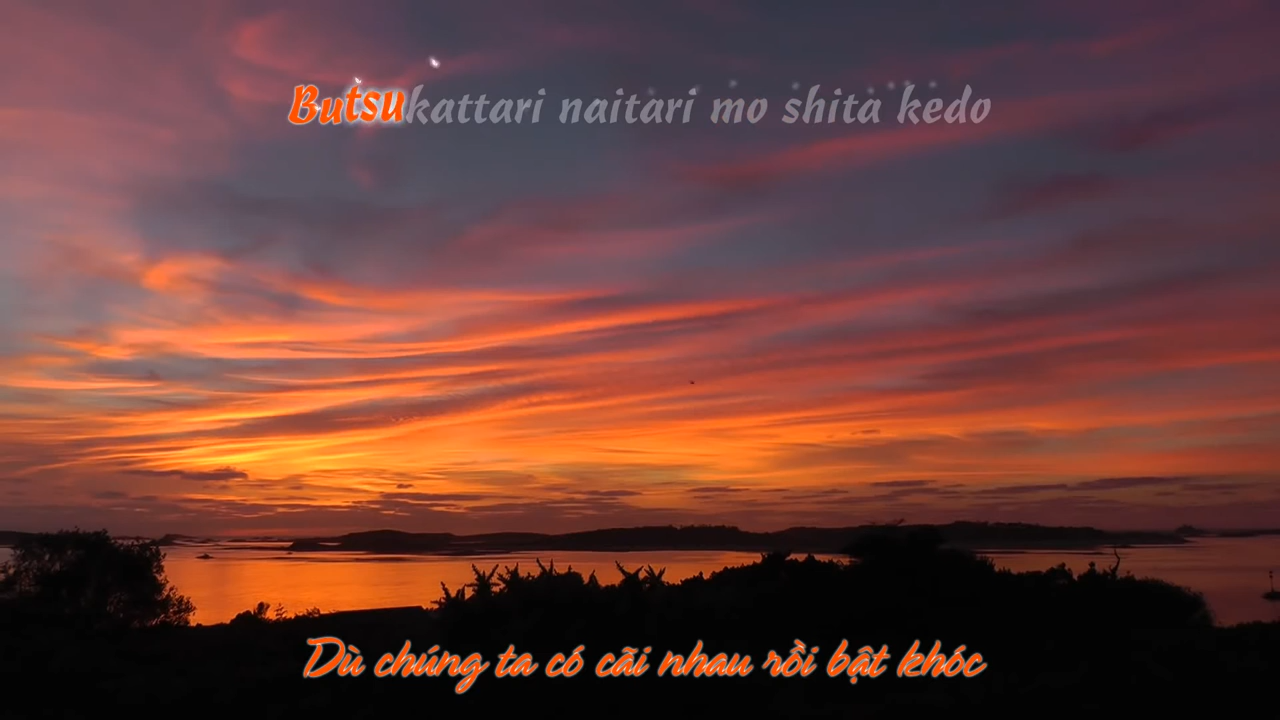 Butsukattari naitari mo shita kedo
Dù chúng ta có cãi nhau rồi bật khóc